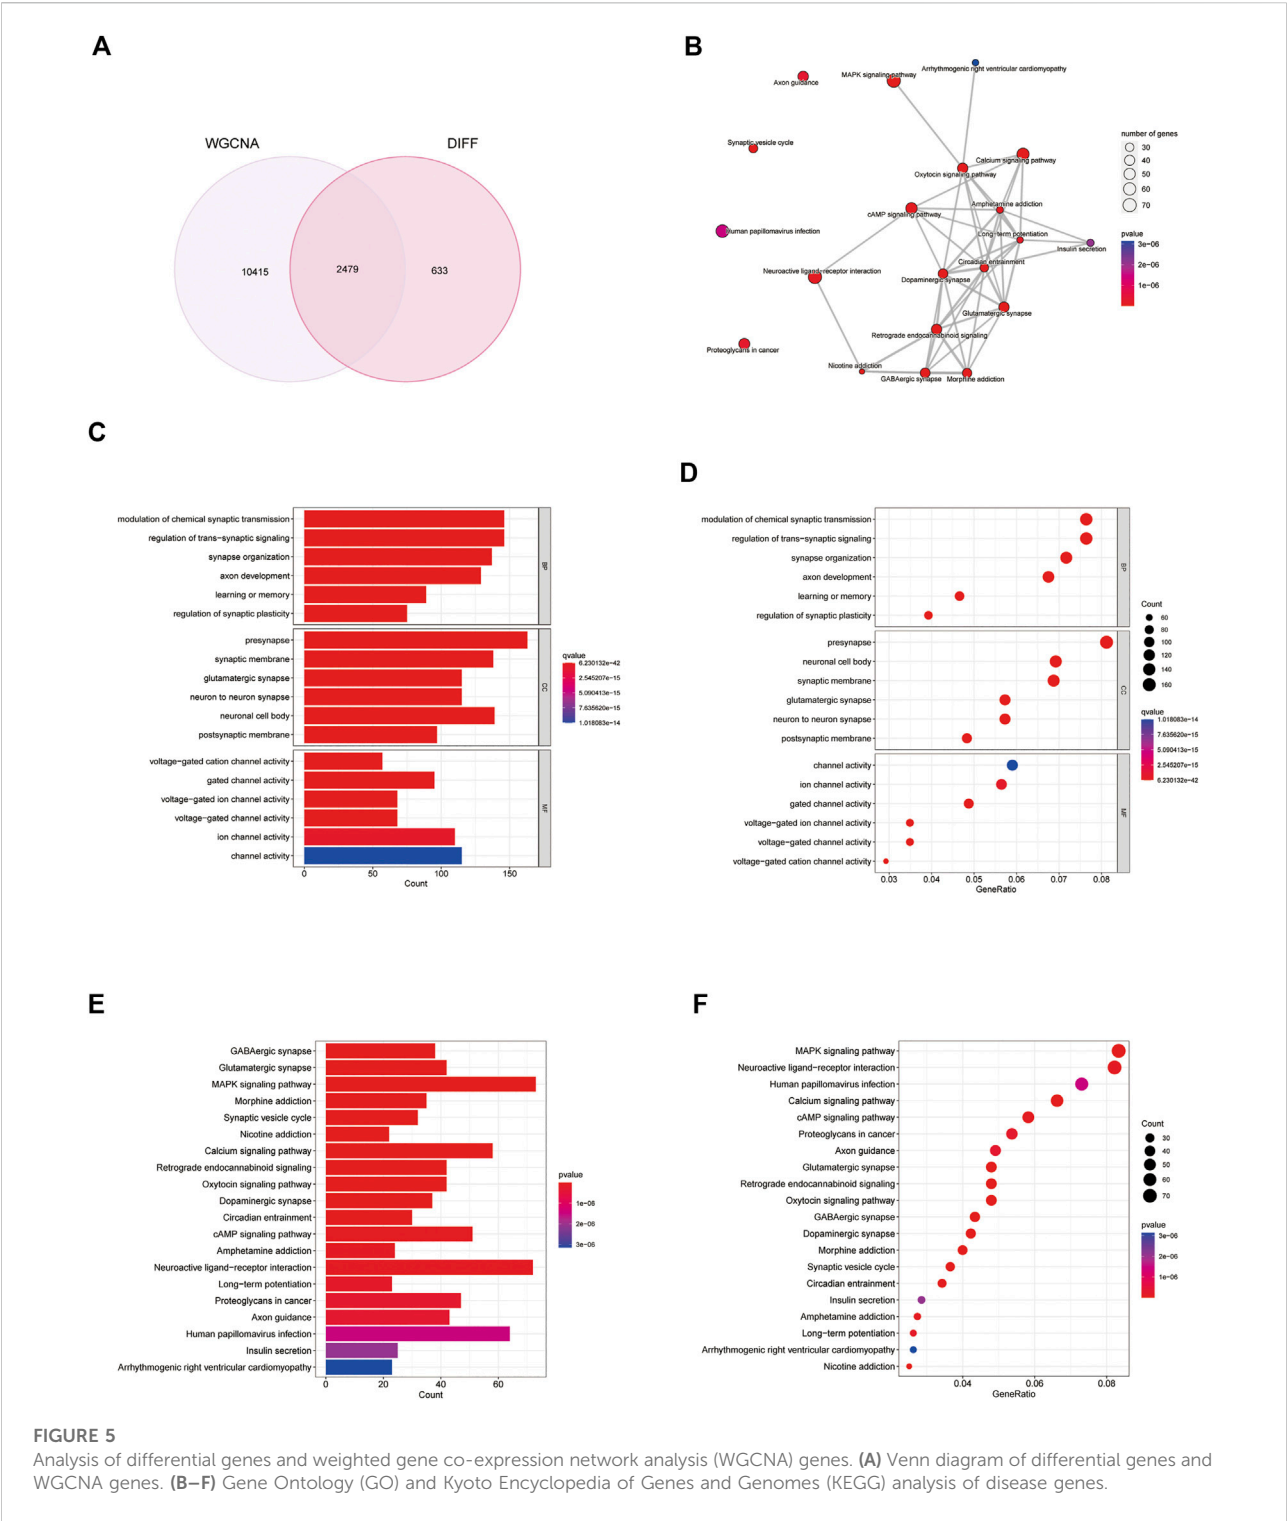 A
WGCNA
DIFF
10415
2479
633
B
Axon guidance
MAPK signaling pathway
Arrhythmogenic right ventricular cardiomyopathy
Synaptic vesicle cycle
Calcium signaling pathway
Oxytocin signaling pathway
Amphetamine addiction
cAMP signaling pathway
Human papillomavirus infection
Long-term potentiation
Insulin secretion
Circadian entrainment
Neuroactive ligand-receptor interaction
Dopaminergic synapse
Glutamatergic synapse
Retrograde endocannabinoid signaling
Proteoglycans in cancer
Nicotine addiction
GABAergic synapse
Morphine addiction
number of genes
30
40
50
60
70
pvalue
3e-06
2e-06
1e-06
C
modulation of chemical synaptic transmission
regulation of trans-synaptic signaling
synapse organization
axon development
learning or memory
regulation of synaptic plasticity
BP
presynapse
synaptic membrane
glutamatergic synapse
neuron to neuron synapse
neuronal cell body
postsynaptic membrane
CC
voltage-gated cation channel activity
gated channel activity
voltage-gated ion channel activity
voltage-gated channel activity
ion channel activity
channel activity
MF
0 50 100 150
Count
qvalue
6.230132e-42
2.545207e-15
5.090413e-15
7.635620e-15
1.018083e-14
D
modulation of chemical synaptic transmission
regulation of trans-synaptic signaling
synapse organization
axon development
learning or memory
regulation of synaptic plasticity
BP
presynapse
neuronal cell body
synaptic membrane
glutamatergic synapse
neuron to neuron synapse
postsynaptic membrane
CC
channel activity
ion channel activity
gated channel activity
voltage-gated ion channel activity
voltage-gated channel activity
voltage-gated cation channel activity
MF
0.03 0.04 0.05 0.06 0.07 0.08
GeneRatio
Count
60
80
100
120
140
160
qvalue
1.018083e-14
7.635620e-15
5.090413e-15
2.545207e-15
6.230132e-42
E
GABAergic synapse
Glutamatergic synapse
MAPK signaling pathway
Morphine addiction
Synaptic vesicle cycle
Nicotine addiction
Calcium signaling pathway
Retrograde endocannabinoid signaling
Oxytocin signaling pathway
Dopaminergic synapse
Circadian entrainment
cAMP signaling pathway
Amphetamine addiction
Neuroactive ligand-receptor interaction
Long-term potentiation
Proteoglycans in cancer
Axon guidance
Human papillomavirus infection
Insulin secretion
Arrhythmogenic right ventricular cardiomyopathy
0 20 40 60
Count
pvalue
1e-06
2e-06
3e-06
F
MAPK signaling pathway
Neuroactive ligand-receptor interaction
Human papillomavirus infection
Calcium signaling pathway
cAMP signaling pathway
Proteoglycans in cancer
Axon guidance
Glutamatergic synapse
Retrograde endocannabinoid signaling
Oxytocin signaling pathway
GABAergic synapse
Dopaminergic synapse
Morphine addiction
Synaptic vesicle cycle
Circadian entrainment
Insulin secretion
Amphetamine addiction
Long-term potentiation
Arrhythmogenic right ventricular cardiomyopathy
Nicotine addiction
0.04 0.06 0.08
GeneRatio
Count
30
40
50
60
70
pvalue
3e-06
2e-06
1e-06
FIGURE 5
Analysis of differential genes and weighted gene co-expression network analysis (WGCNA) genes. (A) Venn diagram of differential genes and
WGCNA genes. (B–F) Gene Ontology (GO) and Kyoto Encyclopedia of Genes and Genomes (KEGG) analysis of disease genes.